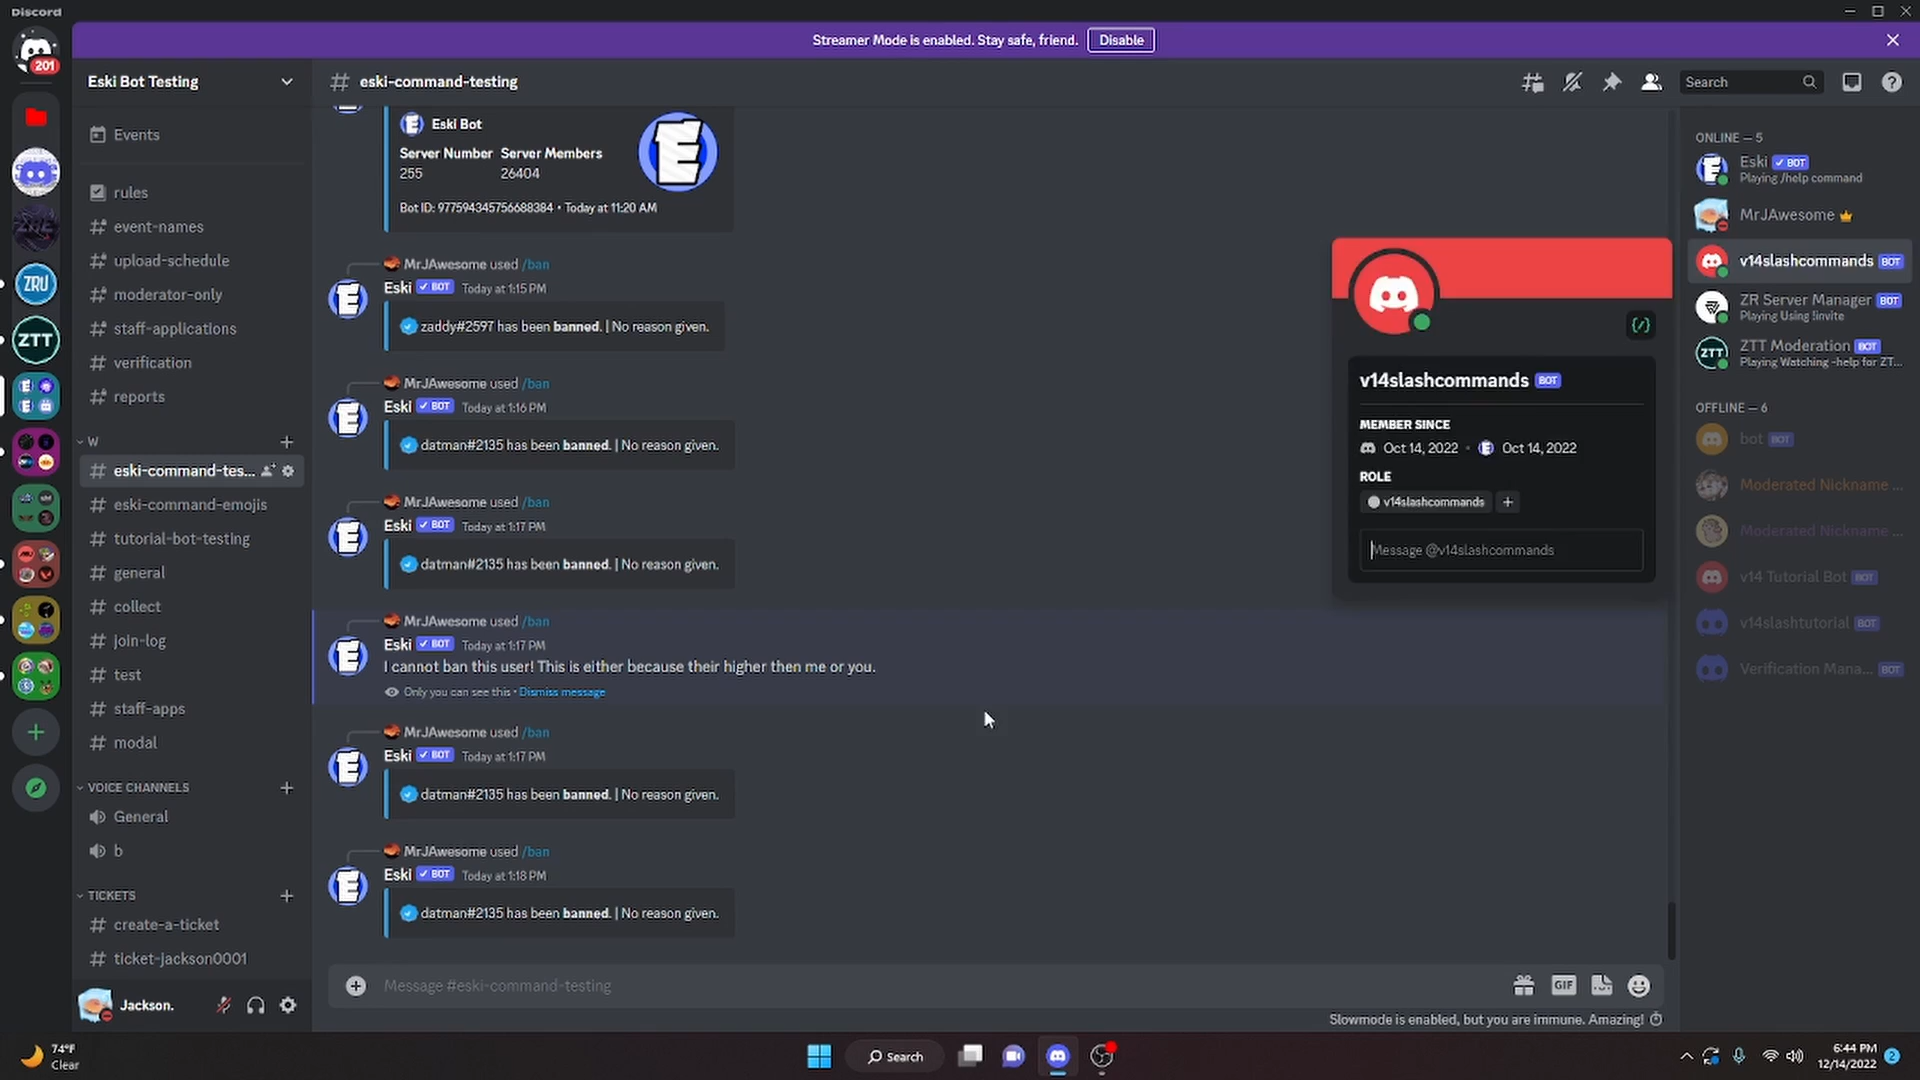 Discord
Streamer Mode is enabled. Stay safe, friend. Disable
201
Eski Bot Testing
Events
rules
event-names
upload-schedule
moderator-only
staff-applications
verification
reports
W
eski-command-tes...
eski-command-emojis
tutorial-bot-testing
general
collect
join-log
test
staff-apps
modal
VOICE CHANNELS
General
b
TICKETS
create-a-ticket
ticket-jackson0001
Jackson.
ZRE
ZRU
ZTT
eski-command-testing
Search
Eski Bot
Server Number Server Members
255 26404
Bot ID: 977594345756688384 • Today at 11:20 AM
MrJAwesome used /ban
Eski BOT Today at 1:15 PM
zaddy#2597 has been banned. | No reason given.
MrJAwesome used /ban
Eski BOT Today at 1:16 PM
datman#2135 has been banned. | No reason given.
MrJAwesome used /ban
Eski BOT Today at 1:17 PM
datman#2135 has been banned. | No reason given.
MrJAwesome used /ban
Eski BOT Today at 1:17 PM
I cannot ban this user! This is either because their higher then me or you.
Only you can see this • Dismiss message
MrJAwesome used /ban
Eski BOT Today at 1:17 PM
datman#2135 has been banned. | No reason given.
MrJAwesome used /ban
Eski BOT Today at 1:18 PM
datman#2135 has been banned. | No reason given.
Message #eski-command-testing
GIF
Slowmode is enabled, but you are immune. Amazing!
v14slashcommands BOT
MEMBER SINCE
Oct 14, 2022 • Oct 14, 2022
ROLE
v14slashcommands
Message @v14slashcommands
ONLINE — 5
Eski BOT
Playing /help command
MrJAwesome
v14slashcommands BOT
ZR Server Manager BOT
Playing Using !invite
ZTT
ZTT Moderation BOT
Playing Watching -help for ZT...
OFFLINE — 6
bot BOT
Moderated Nickname ...
Moderated Nickname ...
v14 Tutorial Bot BOT
v14slashtutorial BOT
Verification Mana... BOT
74°F
Clear
Search
6:44 PM
12/14/2022
2